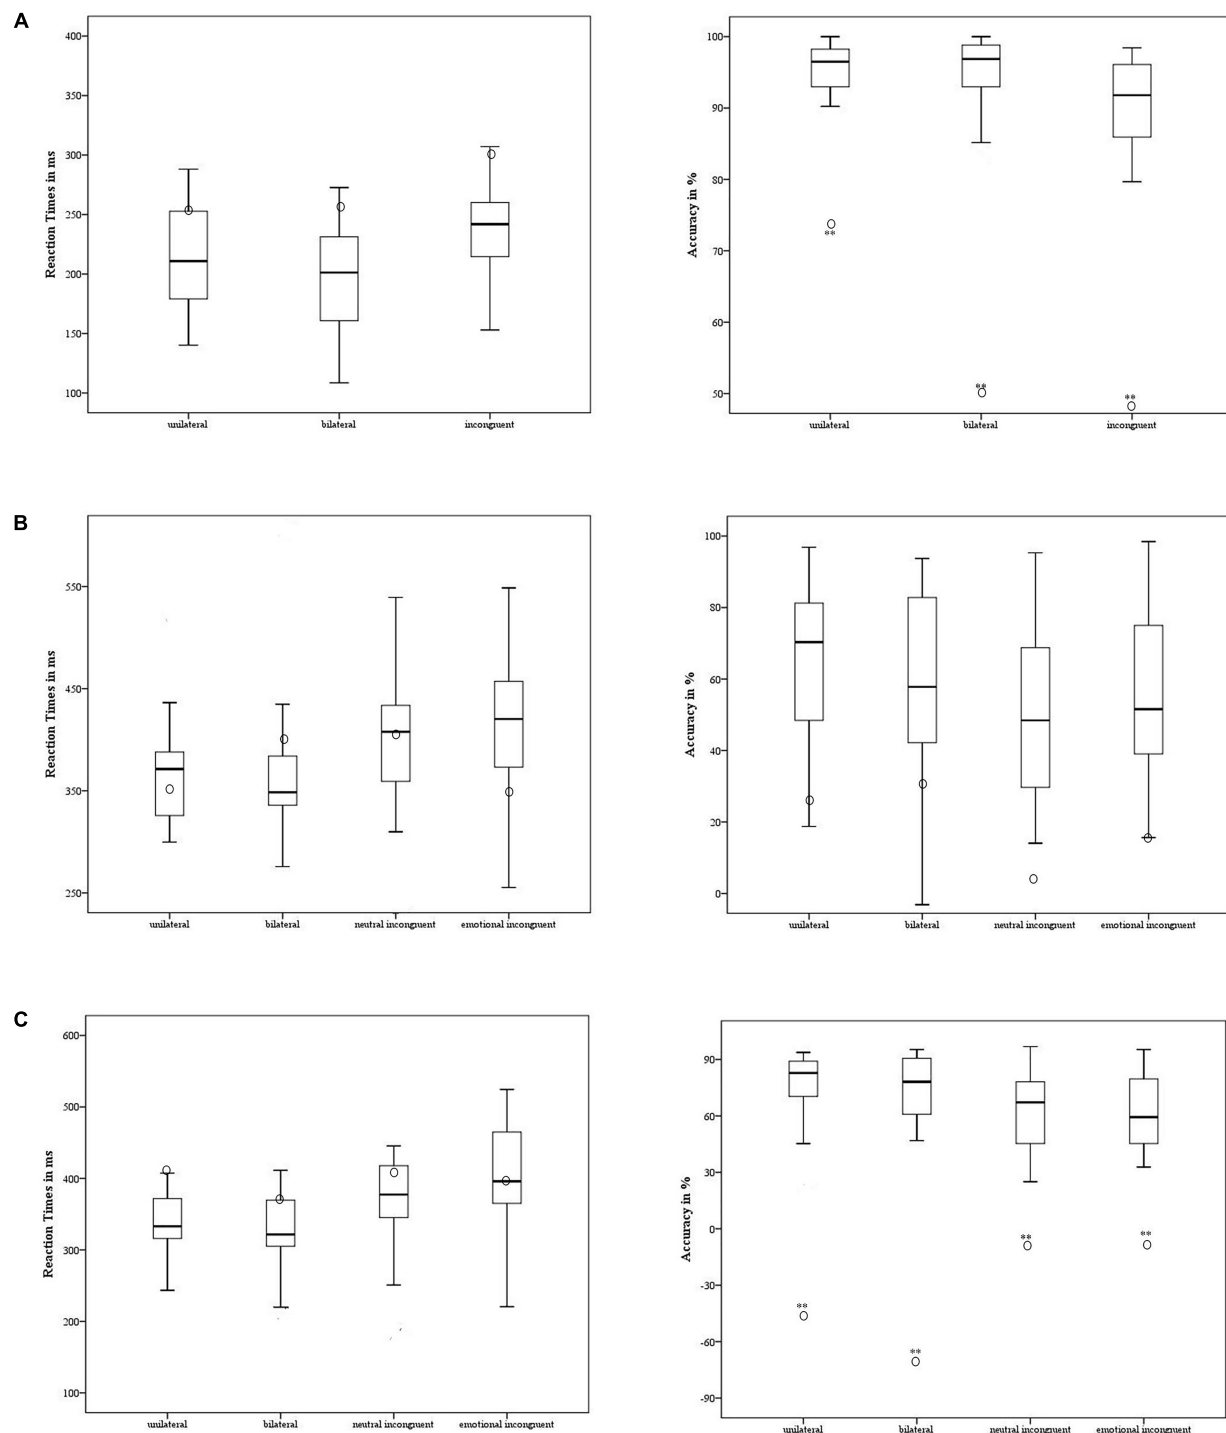 A
Reaction Times in ms
400
350
300
250
200
150
100
unilateral
bilateral
incongruent
Accuracy in %
100
90
80
70
60
50
**
**
**
unilateral
bilateral
incongruent
B
Reaction Times in ms
550
450
350
250
unilateral
bilateral
neutral incongruent
emotional incongruent
Accuracy in %
100
80
60
40
20
0
unilateral
bilateral
neutral incongruent
emotional incongruent
C
Reaction Times in ms
600
500
400
300
200
100
unilateral
bilateral
neutral incongruent
emotional incongruent
Accuracy in %
90
60
30
0
-30
-60
-90
**
**
**
**
unilateral
bilateral
neutral incongruent
emotional incongruent